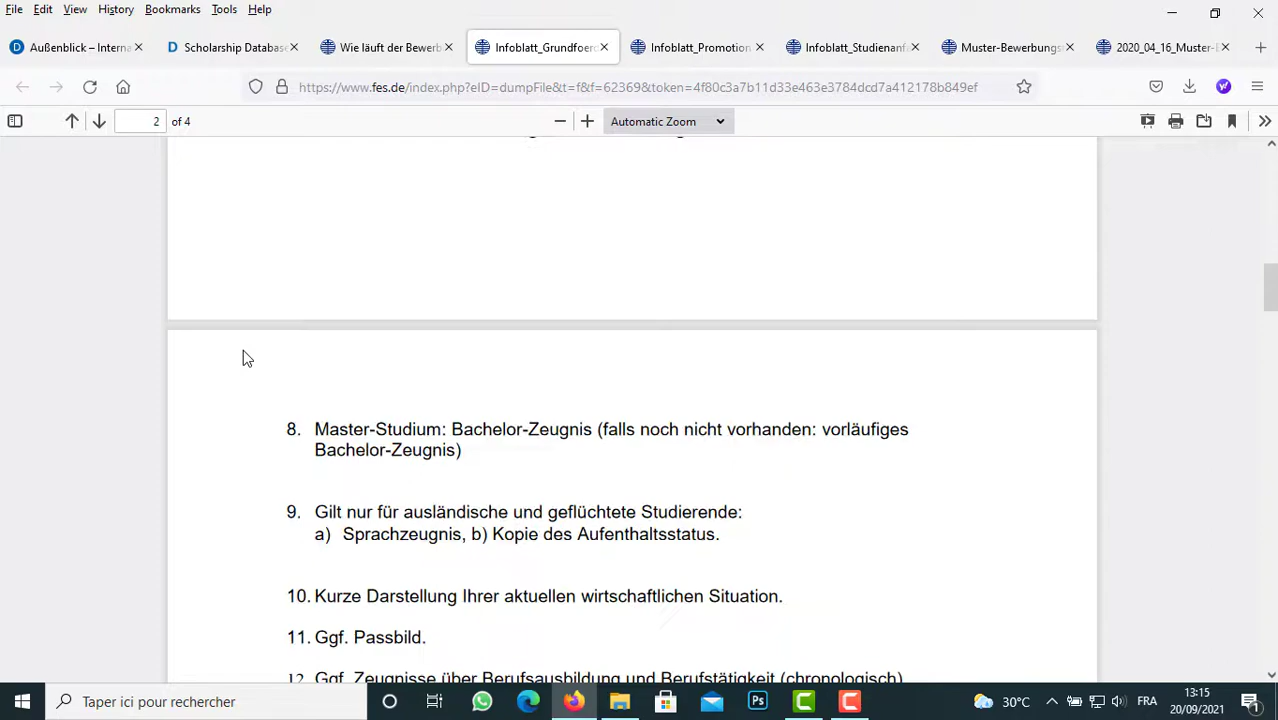 File Edit View History Bookmarks Tools Help
Außenblick – Interna
Scholarship Database
Wie läuft der Bewerb
Infoblatt_Grundfoer
Infoblatt_Promotion
Infoblatt_Studienanf
Muster-Bewerbungs
2020_04_16_Muster-E
https://www.fes.de/index.php?eID=dumpFile&t=f&f=62369&token=4f80c3a7b11d33e463e3784dcd7a412178b849ef
2 of 4
Automatic Zoom
8. Master-Studium: Bachelor-Zeugnis (falls noch nicht vorhanden: vorläufiges
Bachelor-Zeugnis)
9. Gilt nur für ausländische und geflüchtete Studierende:
a) Sprachzeugnis, b) Kopie des Aufenthaltsstatus.
10. Kurze Darstellung Ihrer aktuellen wirtschaftlichen Situation.
11. Ggf. Passbild.
12. Ggf. Zeugnisse über Berufsausbildung und Berufstätigkeit (chronologisch)
Taper ici pour rechercher
Ps
30°C
FRA
13:15
20/09/2021
1